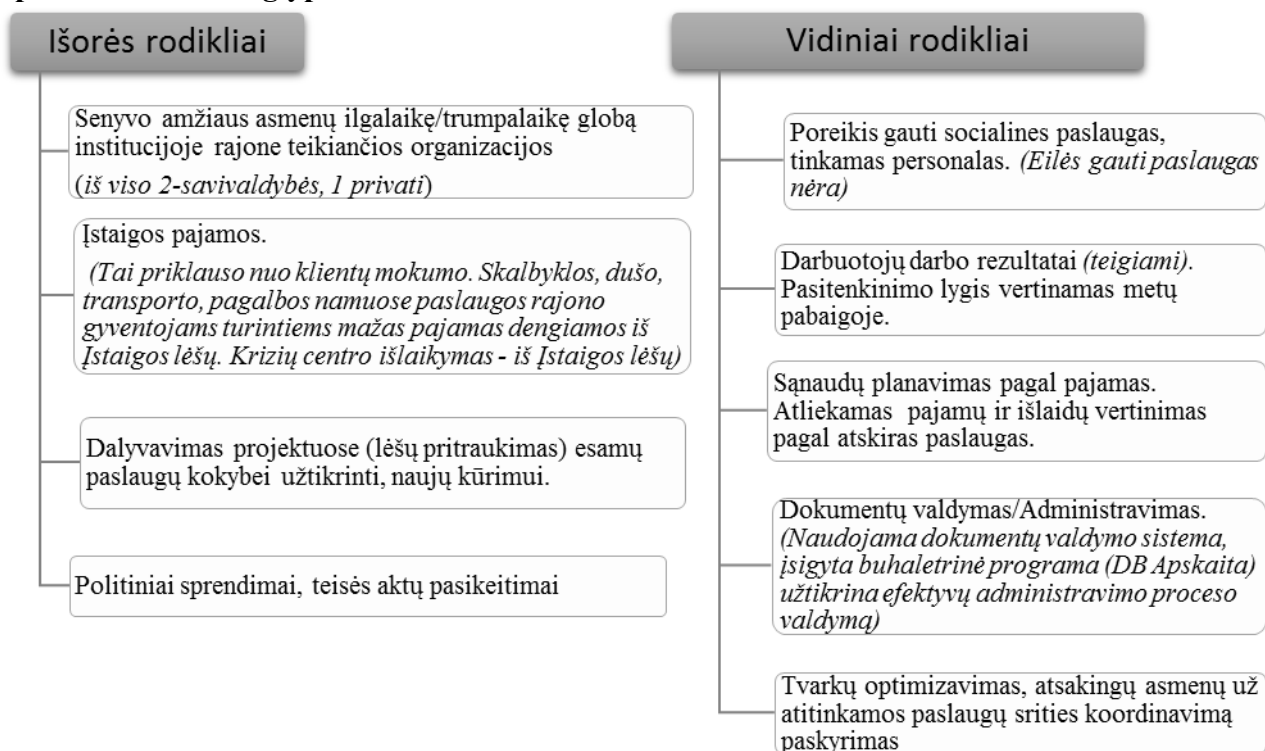 Išorės rodikliai
Senyvo amžiaus asmenų ilgalaikę/trumpalaikę globą
institucijoje rajone teikiančios organizacijos
(iš viso 2-savivaldybės, 1 privati)
Įstaigos pajamos.
(Tai priklauso nuo klientų mokumo. Skalbyklos, dušo,
transporto, pagalbos namuose paslaugos rajono
gyventojams turintiems mažas pajamas dengiamos iš
Įstaigos lėšų. Krizių centro išlaikymas - iš Įstaigos lėšų)
Dalyvavimas projektuose (lėšų pritraukimas) esamų
paslaugų kokybei užtikrinti, naujų kūrimui.
Politiniai sprendimai, teisės aktų pasikeitimai
Vidiniai rodikliai
Poreikis gauti socialines paslaugas,
tinkamas personalas. (Eilės gauti paslaugas
nėra)
Darbuotojų darbo rezultatai (teigiami).
Pasitenkinimo lygis vertinamas metų
pabaigoje.
Sąnaudų planavimas pagal pajamas.
Atliekamas pajamų ir išlaidų vertinimas
pagal atskiras paslaugas.
Dokumentų valdymas/Administravimas.
(Naudojama dokumentų valdymo sistema,
įsigyta buhaletrinė programa (DB Apskaita)
užtikrina efektyvų administravimo proceso
valdymą)
Tvarkų optimizavimas, atsakingų asmenų už
atitinkamos paslaugų srities koordinavimą
paskyrimas